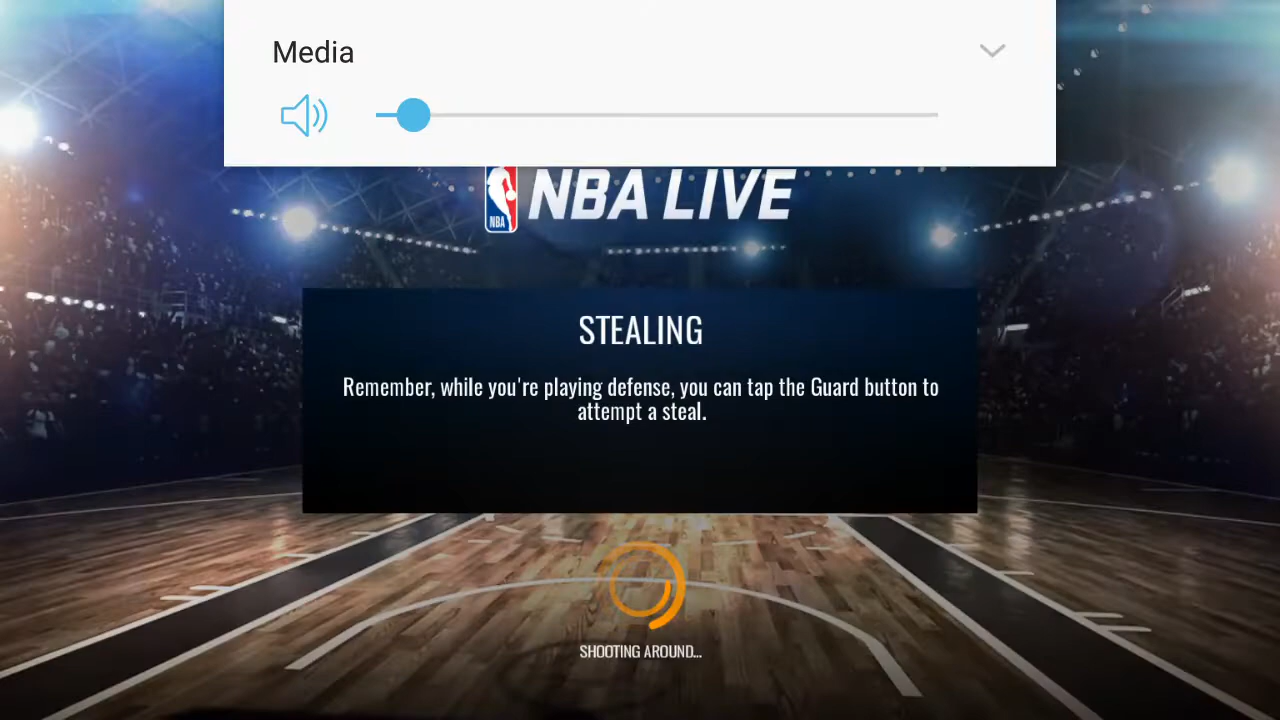 Media
NBA
NBA LIVE
STEALING
Remember, while you're playing defense, you can tap the Guard button to
attempt a steal.
SHOOTING AROUND...